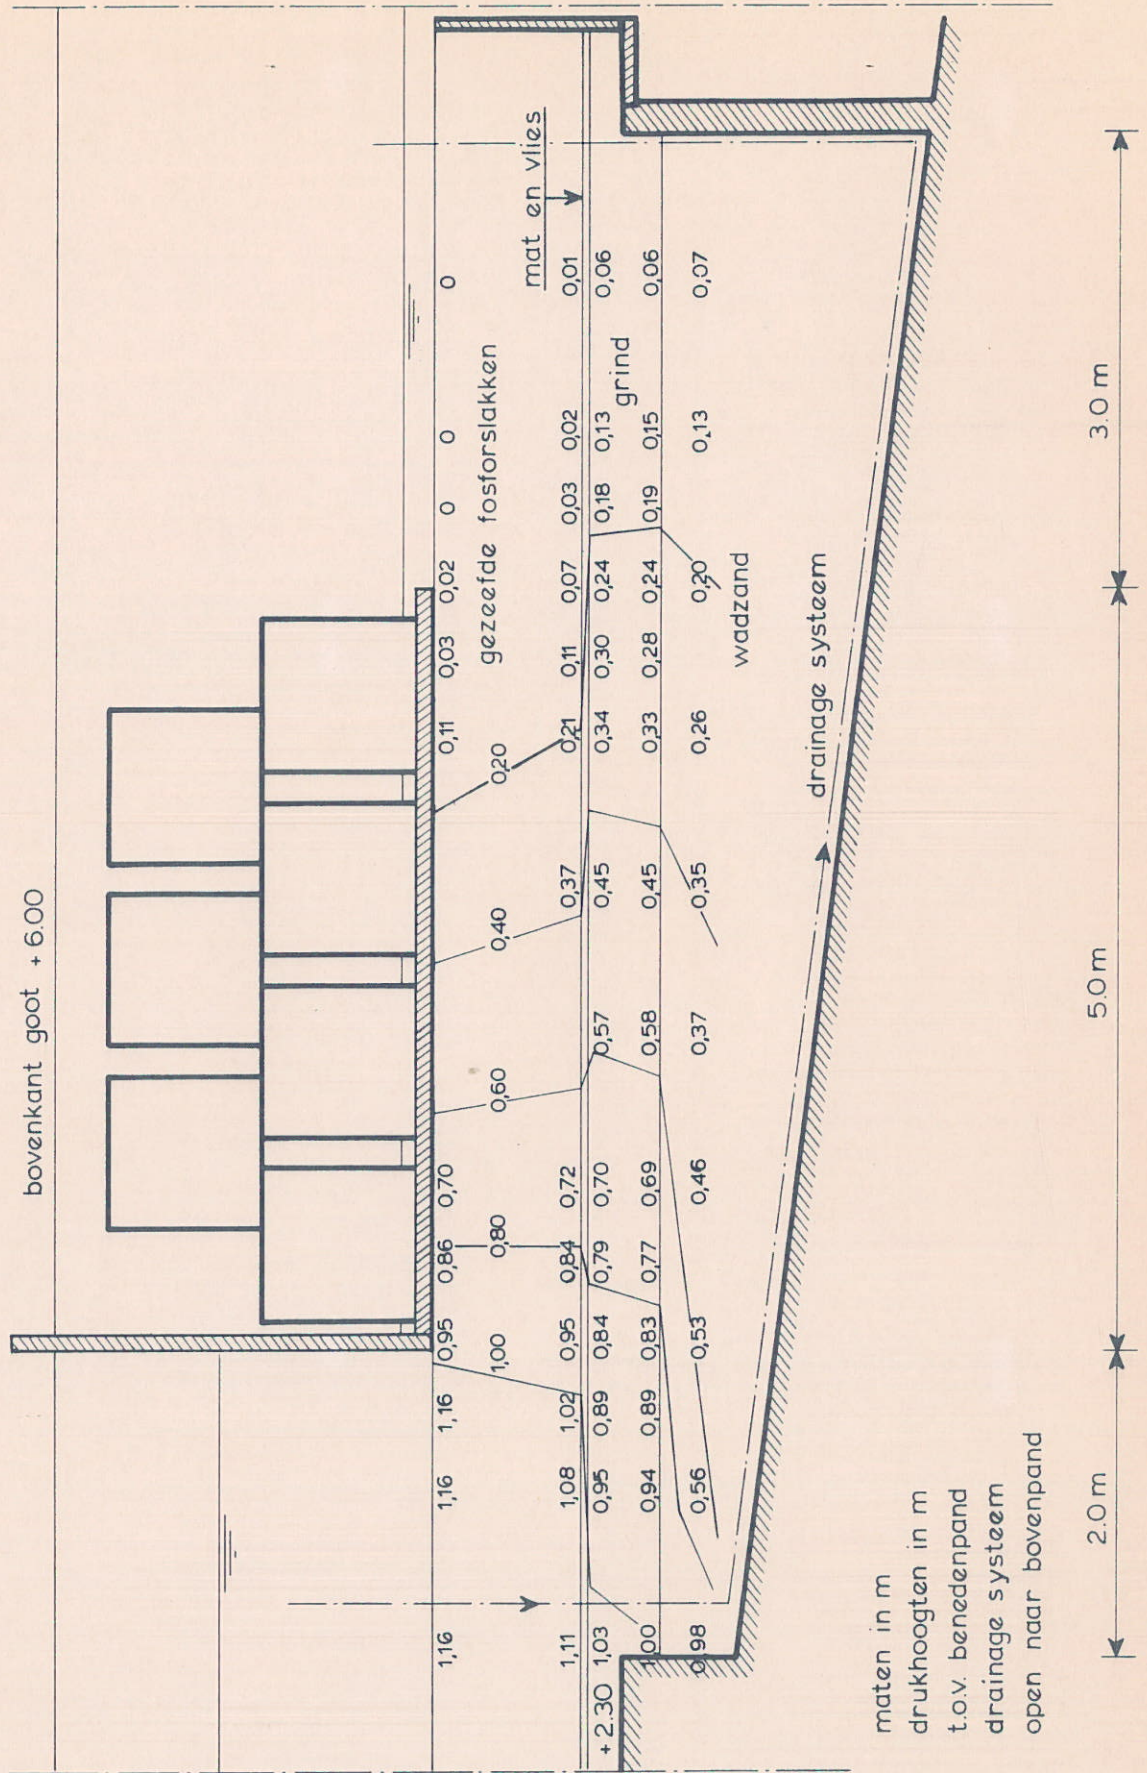 bovenkant goot + 6.00
1,16 1,16 1,16 0,95 0,86 0,70 0,11 0,03 0,02 0 0 0
1,00 0,80 0,60 0,40 0,20
gezeefde fosforslakken
mat en vlies
1,11 1,08 1,02 0,95 0,84 0,72 0,37 0,21 0,11 0,07 0,03 0,02 0,01
+ 2.30 1,03 0,95 0,89 0,84 0,79 0,70 0,57 0,45 0,34 0,30 0,24 0,18 0,13 0,06
grind
1,00 0,94 0,89 0,83 0,77 0,69 0,58 0,45 0,33 0,28 0,24 0,19 0,15 0,06
0,98 0,56 0,53 0,46 0,37 0,35 0,26 0,20 0,13 0,07
wadzand
drainage systeem
maten in m
drukhoogten in m
t.o.v. benedenpand
drainage systeem
open naar bovenpand
2.0 m 5.0 m 3.0 m